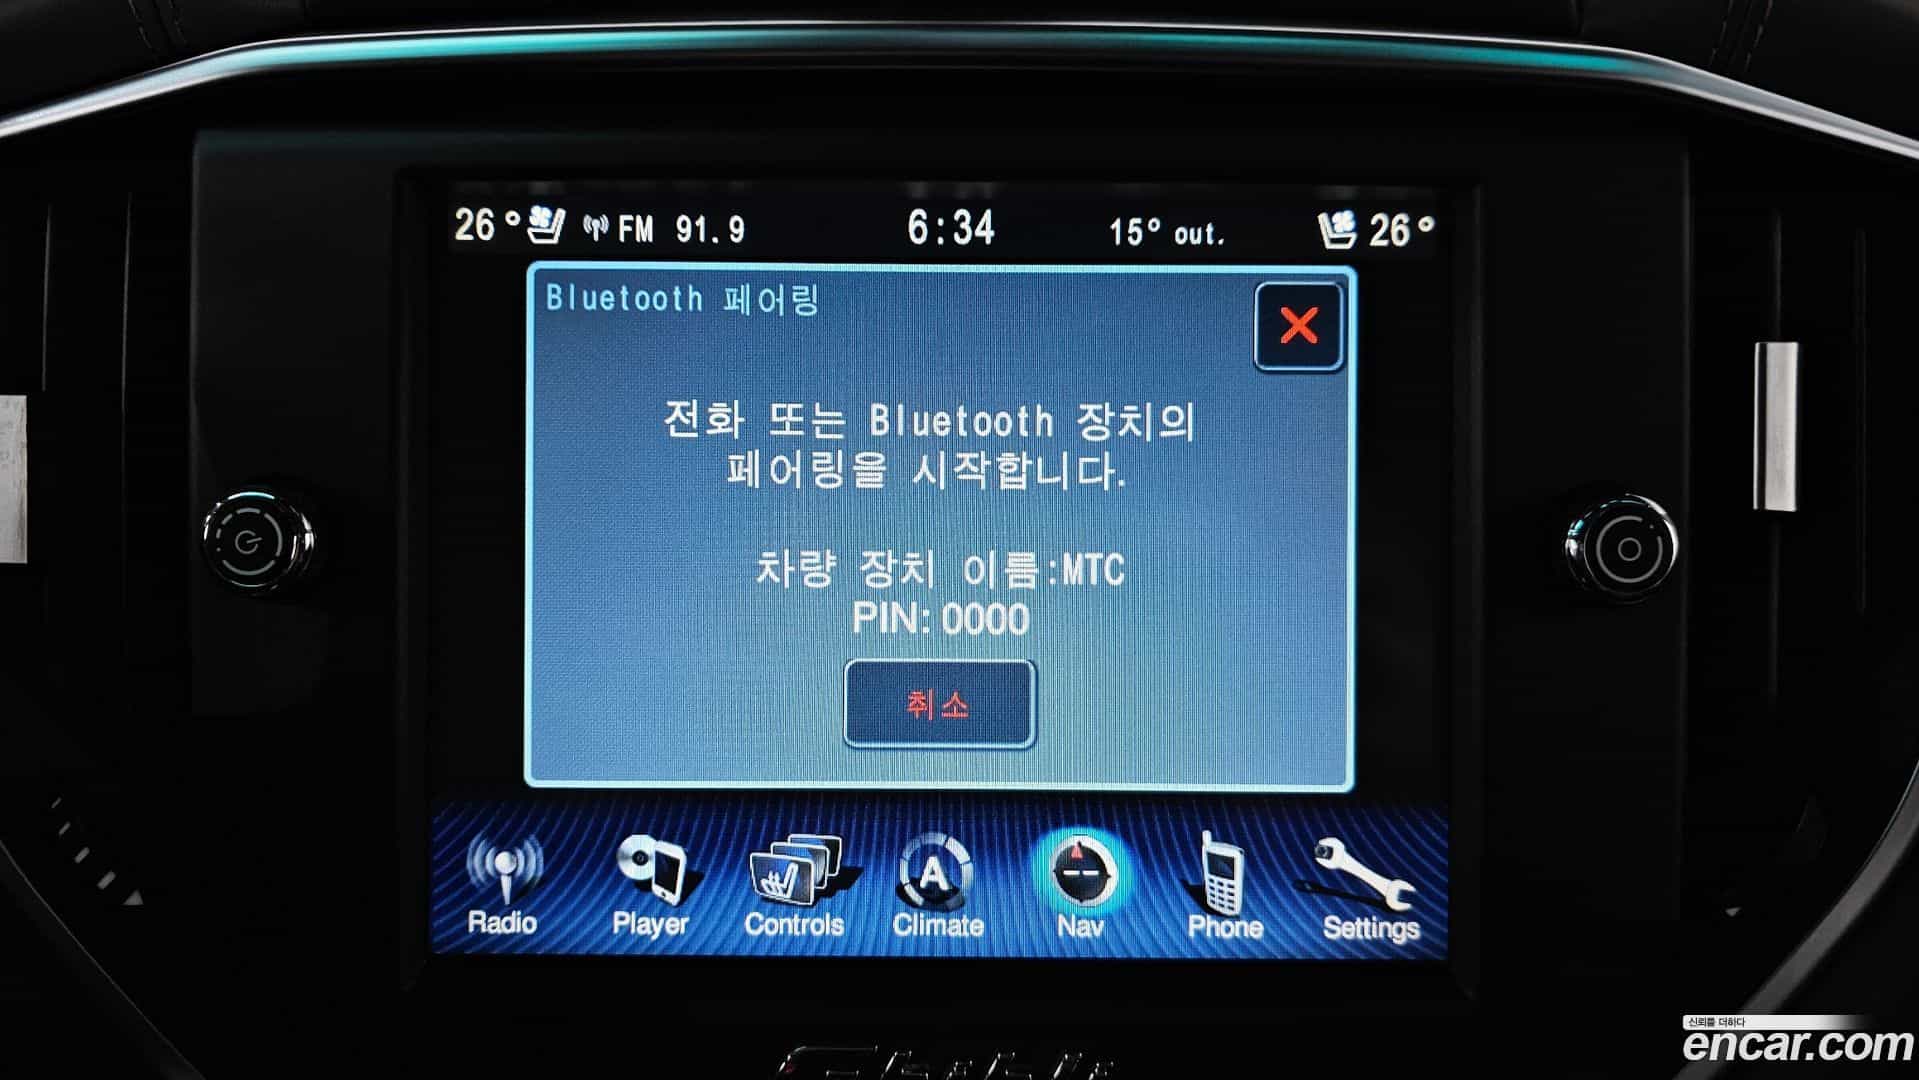 26° FM 91.9 6:34 15° out. 26°
Bluetooth 페어링
전화 또는 Bluetooth 장치의
페어링을 시작합니다.
차량 장치 이름:MTC
PIN: 0000
취소
Radio Player Controls Climate Nav Phone Settings
신뢰를 더하다
encar.com